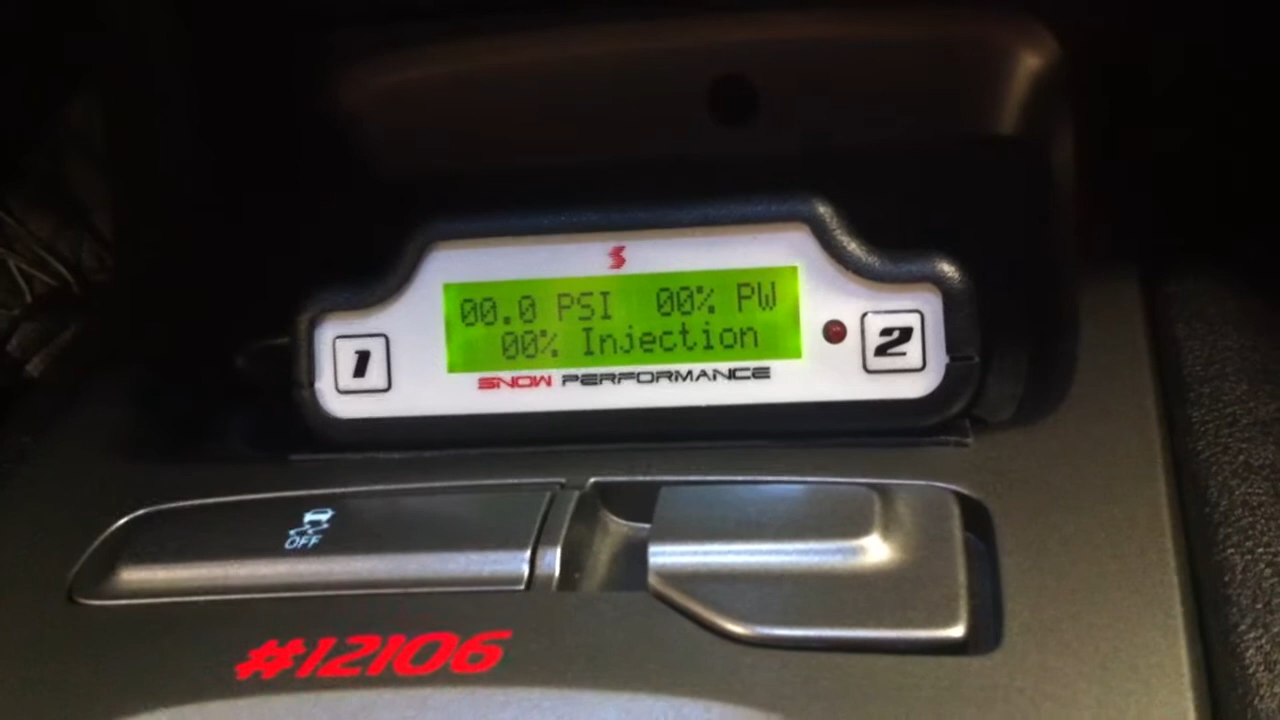 S
00.0 PSI 00% PW
00% Injection
1
2
SNOW PERFORMANCE
OFF
#12106